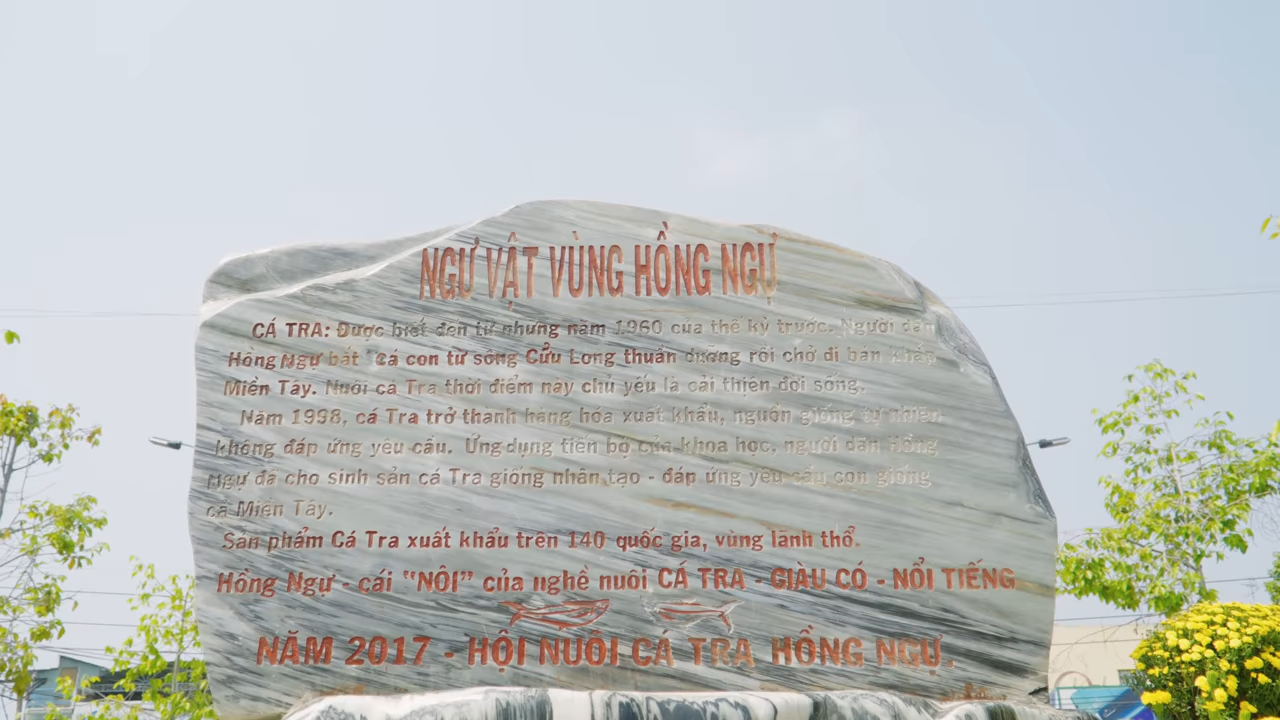 NGƯ VẬT VÙNG HỒNG NGỰ
CÁ TRA: Được biết đến từ những năm 1960 của thế kỷ trước. Người dân
Hồng Ngự bắt Cá con từ sông Cửu Long thuần dưỡng rồi chở đi bán khắp
Miền Tây. Nuôi cá Tra thời điểm này chủ yếu là cải thiện đời sống.
Năm 1998, cá Tra trở thành hàng hóa xuất khẩu, nguồn giống tự nhiên
không đáp ứng yêu cầu. Ứng dụng tiến bộ của khoa học, người dân Hồng
Ngự đã cho sinh sản cá Tra giống nhân tạo - đáp ứng yêu cầu con giống
cả Miền Tây.
Sản phẩm Cá Tra xuất khẩu trên 140 quốc gia, vùng lãnh thổ.
Hồng Ngự - cái "NÔI" của nghề nuôi CÁ TRA - GIÀU CÓ - NỔI TIẾNG
NĂM 2017 - HỘI NUÔI CÁ TRA HỒNG NGỰ.